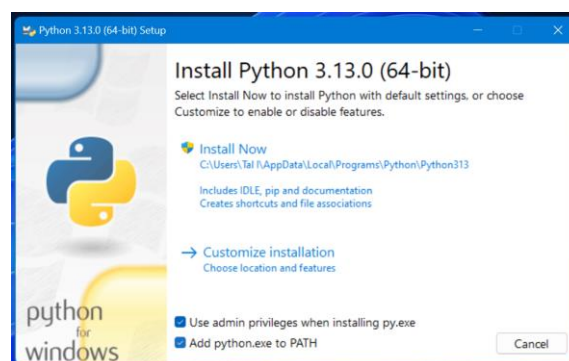 Python 3.13.0 (64-bit) Setup
Install Python 3.13.0 (64-bit)
Select Install Now to install Python with default settings, or choose
Customize to enable or disable features.
Install Now
C:\Users\Tal I\AppData\Local\Programs\Python\Python313
Includes IDLE, pip and documentation
Creates shortcuts and file associations
Customize installation
Choose location and features
python
for
windows
Use admin privileges when installing py.exe
Add python.exe to PATH
Cancel